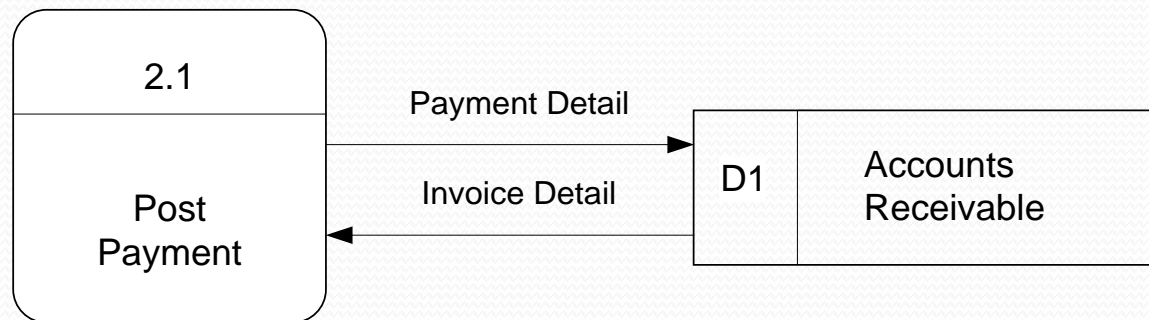 2.1
Post
Payment
Payment Detail
Invoice Detail
D1
Accounts
Receivable